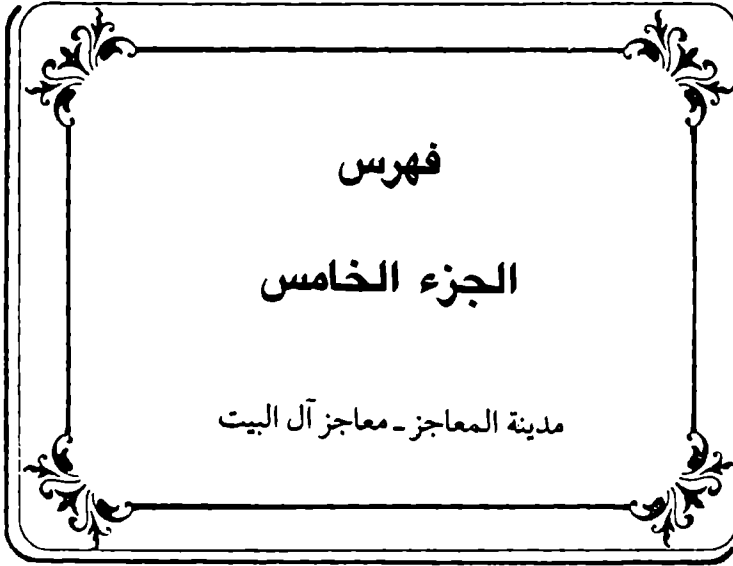 فهرس
الجزء الخامس
مدينة المعاجز ـ معاجز آل البيت